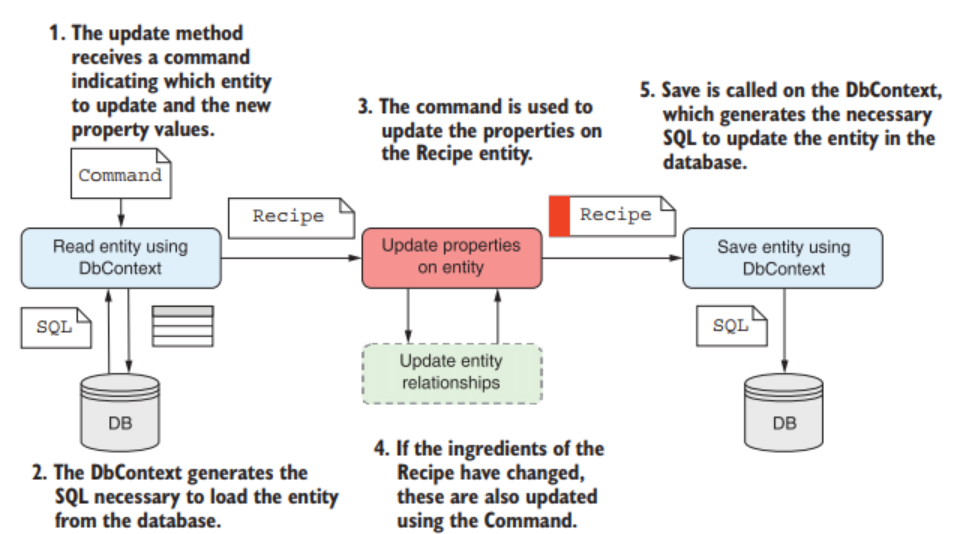 1. The update method
receives a command
indicating which entity
to update and the new
property values.
Command
Read entity using
DbContext
SQL
DB
2. The DbContext generates the
SQL necessary to load the entity
from the database.
Recipe
3. The command is used to
update the properties on
the Recipe entity.
Update properties
on entity
Update entity
relationships
4. If the ingredients of the
Recipe have changed,
these are also updated
using the Command.
Recipe
5. Save is called on the DbContext,
which generates the necessary
SQL to update the entity in the
database.
Save entity using
DbContext
SQL
DB